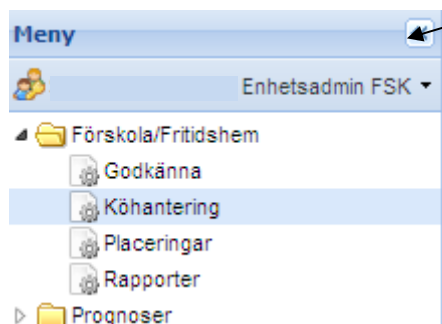 Meny
Enhetsadmin FSK
Förskola/Fritidshem
Godkänna
Köhantering
Placeringar
Rapporter
Prognoser